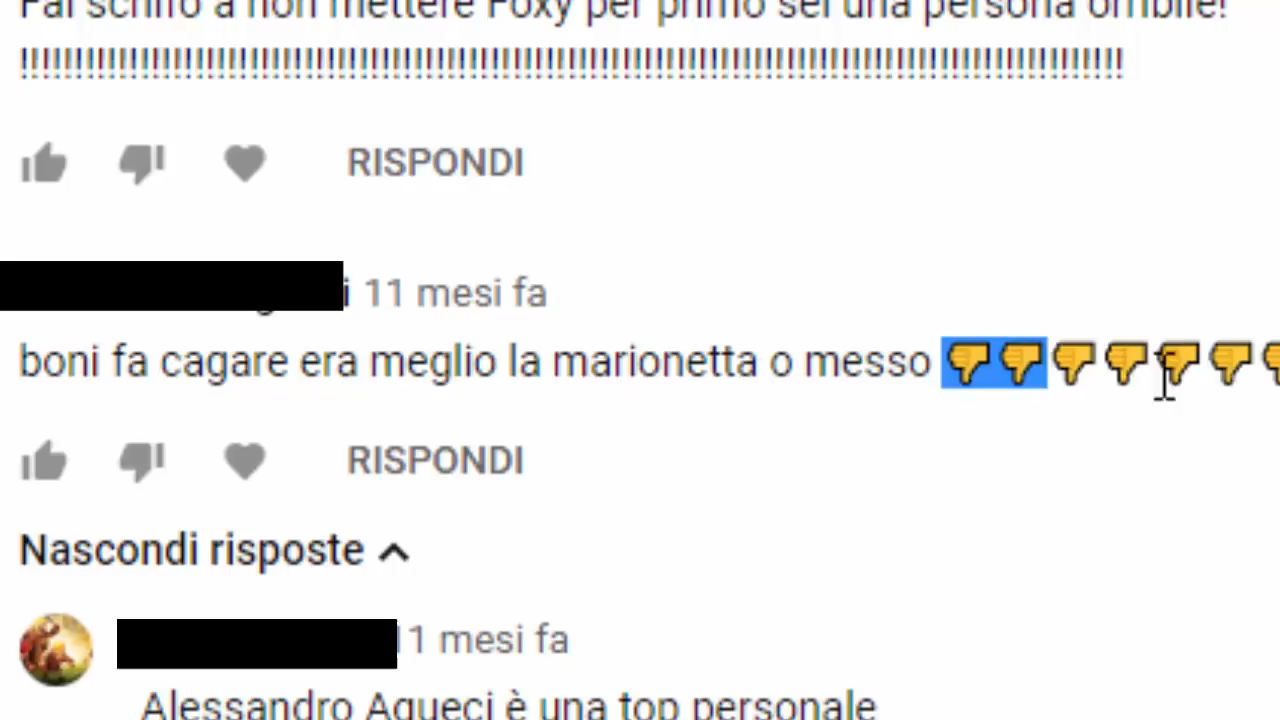 Fai schifo a non mettere Foxy per primo sei una persona orribile!
!!!!!!!!!!!!!!!!!!!!!!!!!!!!!!!!!!!!!!!!!!!!!!!!!!!!!!!!!!!!!!!!!!!!!!!!!!!!!!!!!!!!!!!!!!!!!!!!!!!!
RISPONDI
11 mesi fa
boni fa cagare era meglio la marionetta o messo 👎👎👎👎👎👎👎
RISPONDI
Nascondi risposte
11 mesi fa
Alessandro Aqueci è una top personale